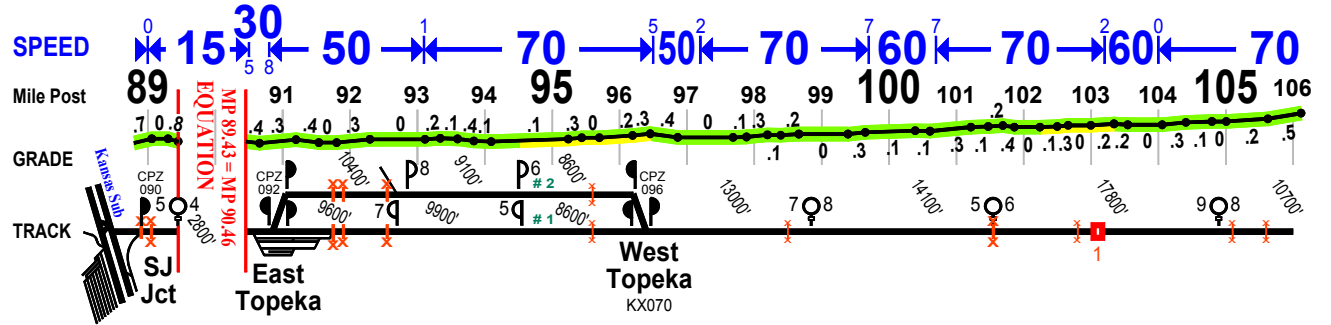 SPEED 0 15 30 5 8 50 1 70 5 50 2 70 7 60 7 70 2 60 0 70
Mile Post 89 91 92 93 94 95 96 97 98 99 100 101 102 103 104 105 106
GRADE .7 0 .8 .4 .3 .4 0 .3 0 .2 .3 .4 .1 .1 .3 0 .2 .3 .4 0 .1 .3 .1 .2 0 .3 0 .1 .3 .2 .1 0 .2 .1 .3 .2 0 .3 .1 0 .2 .5
MP 89.43 = MP 90.46
EQUATION
Kansas Sub
CPZ
090
CPZ
092
CPZ
096
10400' 8 9100' 6 8600'
# 2
TRACK 5 4 2800' 9600' 7 9900' 5 8600' 13000' 7 8 14100' 5 6 17800' 9 8 10700'
# 1
1
SJ
Jct
East
Topeka
West
Topeka
KX070